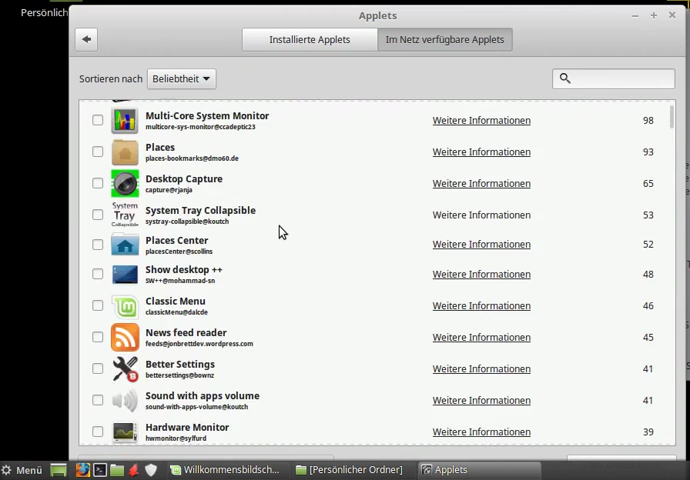 Persönlich
Applets
Installierte Applets
Im Netz verfügbare Applets
Sortieren nach
Beliebtheit
Multi-Core System Monitor
multicore-sys-monitor@ccadeptic23
Weitere Informationen
98
Places
places-bookmarks@dmo60.de
Weitere Informationen
93
Desktop Capture
capture@rjanja
Weitere Informationen
65
System Tray Collapsible
systray-collapsible@koutch
System
Tray
Collapsible
Weitere Informationen
53
Places Center
placesCenter@scollins
Weitere Informationen
52
Show desktop ++
SW++@mohammad-sn
Weitere Informationen
48
Classic Menu
classicMenu@dalcde
Weitere Informationen
46
News feed reader
feeds@jonbrettdev.wordpress.com
Weitere Informationen
45
Better Settings
bettersettings@bownz
Weitere Informationen
41
Sound with apps volume
sound-with-apps-volume@koutch
Weitere Informationen
41
Hardware Monitor
hwmonitor@sylfurd
Weitere Informationen
39
Menü
Willkommensbildsch...
[Persönlicher Ordner]
Applets